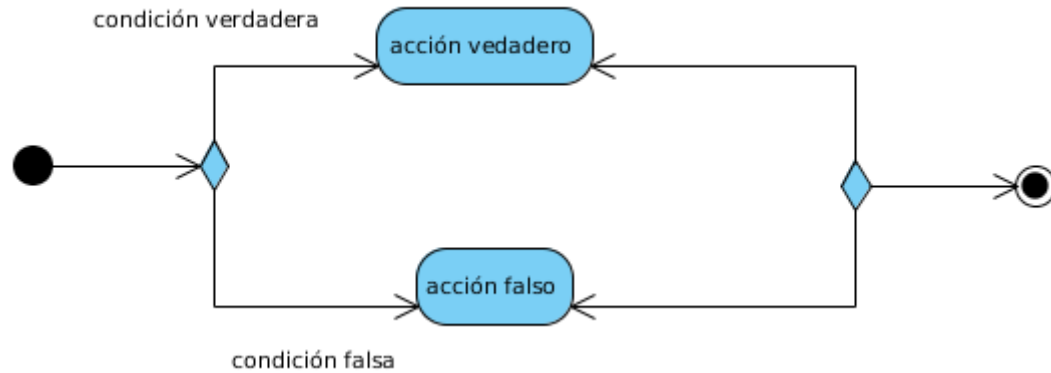 condición verdadera
acción vedadero
acción falso
condición falsa